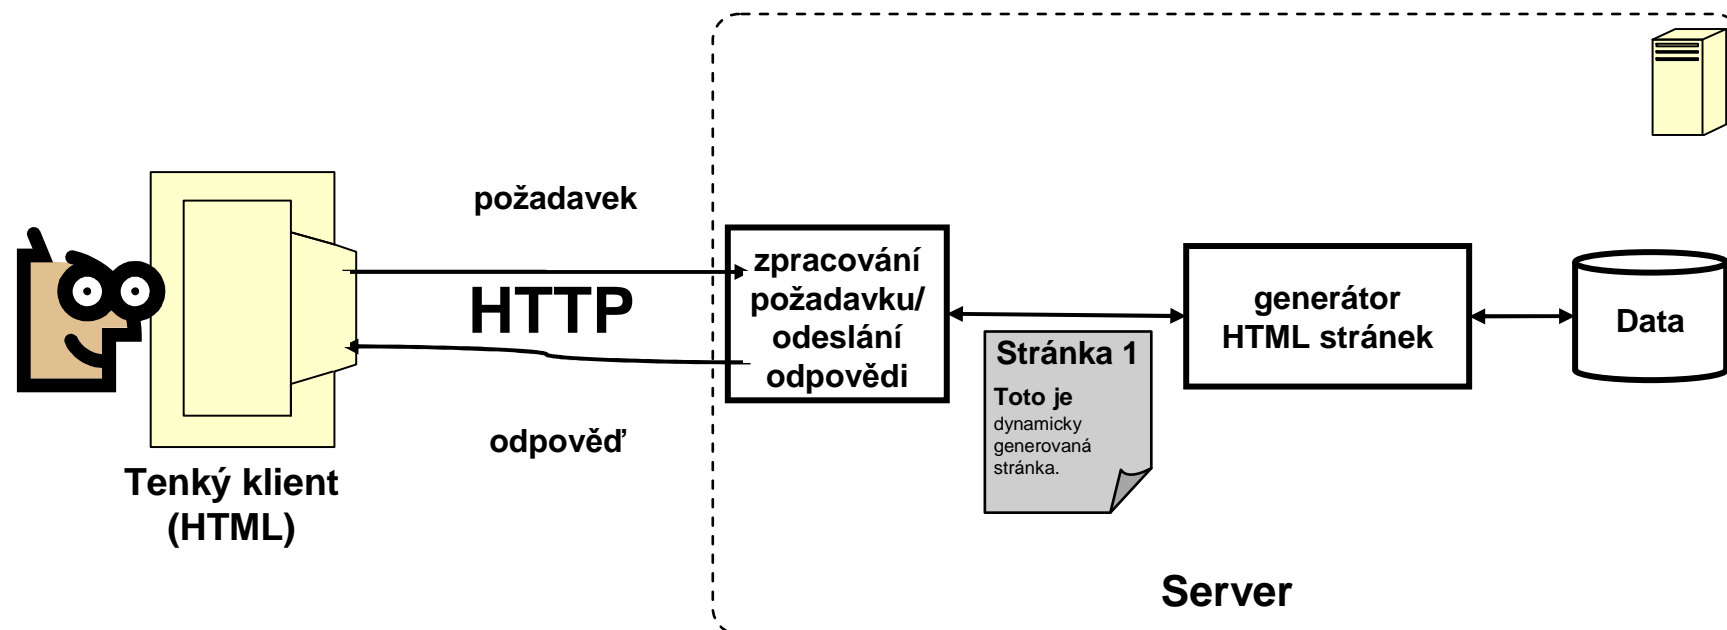 požadavek
HTTP
odpověď
Tenký klient
(HTML)
zpracování
požadavku/
odeslání
odpovědi
Stránka 1
Toto je
dynamicky
generovaná
stránka.
generátor
HTML stránek
Data
Server